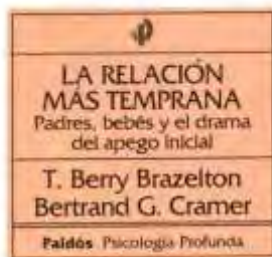 LA RELACIÓN
MÁS TEMPRANA
Padres, bebés y el drama
del apego inicial
T. Berry Brazelton
Bertrand G. Cramer
Paidós Psicología Profunda